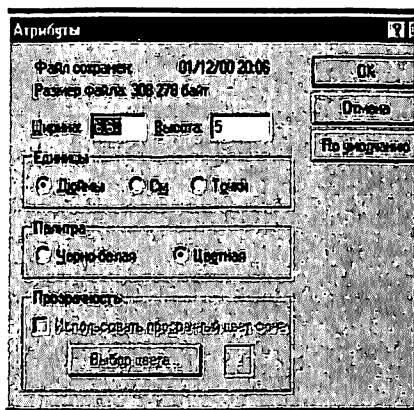 Атрибуты
Файл сохранен: 01/12/00 20:06
Размер файла: 308 278 байт
Ширина: Высота: 5
Единицы
Дюймы См Точки
Палитра
Черно-белая Цветная
Прозрачность
Использовать прозрачный цвет
Выбор цвета...
OK
Отмена
По умолчанию